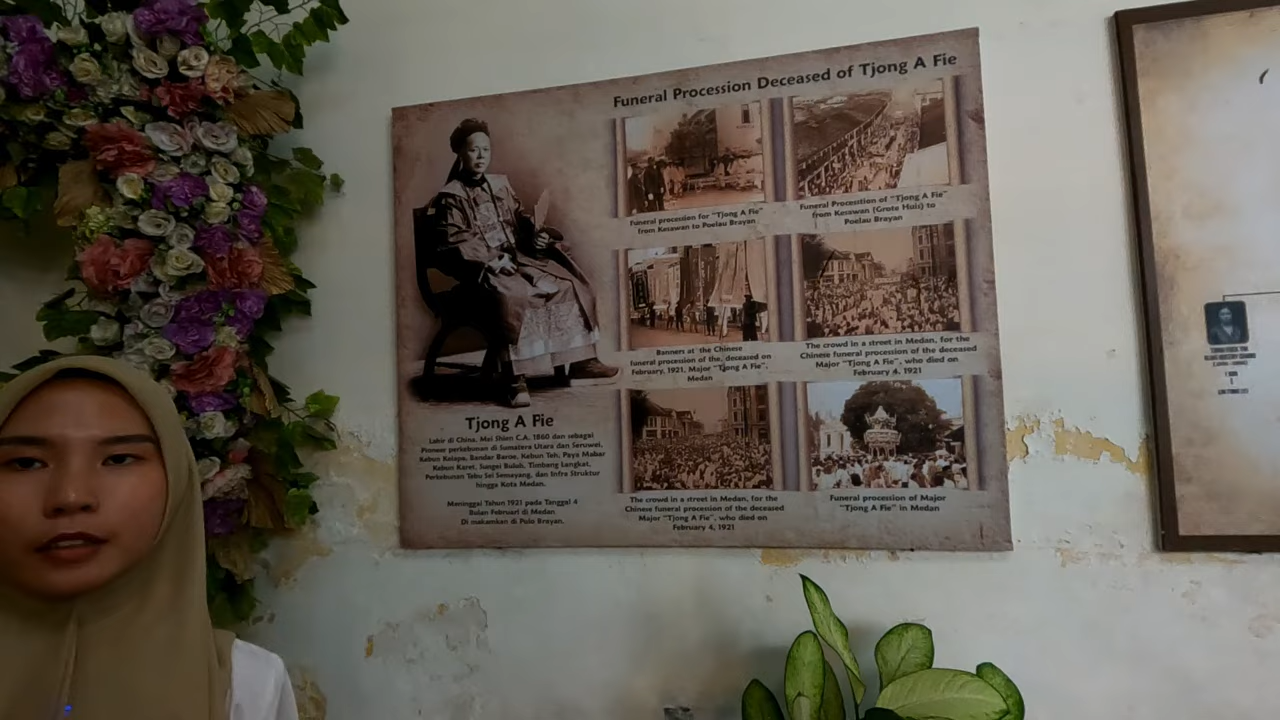 Funeral Procession Deceased of Tjong A Fie
Funeral procession for "Tjong A Fie"
from Kesawan to Poelau Brayan
Funeral Procession of "Tjong A Fie"
from Kesawan (Grote Huis) to
Poelau Brayan
Banners at the Chinese
funeral procession of the, deceased on
February, 1921, Major "Tjong A Fie",
Medan
The crowd in a street in Medan, for the
Chinese funeral procession of the deceased
Major "Tjong A Fie", who died on
February 4, 1921
The crowd in a street in Medan, for the
Chinese funeral procession of the deceased
Major "Tjong A Fie", who died on
February 4, 1921
Funeral procession of Major
"Tjong A Fie" in Medan
Tjong A Fie
Lahir di China, Mei Shien C.A. 1860 dan sebagai
Pioneer perkebunan di Sumatera Utara dan Seruwei,
Kebun Kelapa, Bandar Baroe, Kebun Teh, Paya Mabar
Kebun Karet, Sungai Buluh, Timbang Langkat,
Perkebunan Tebu Sei Semayang, dan Infra Struktur
hingga Kota Medan.
Meninggal Tahun 1921 pada Tanggal 4
Bulan Februari di Medan
Di makamkan di Pulo Brayan.